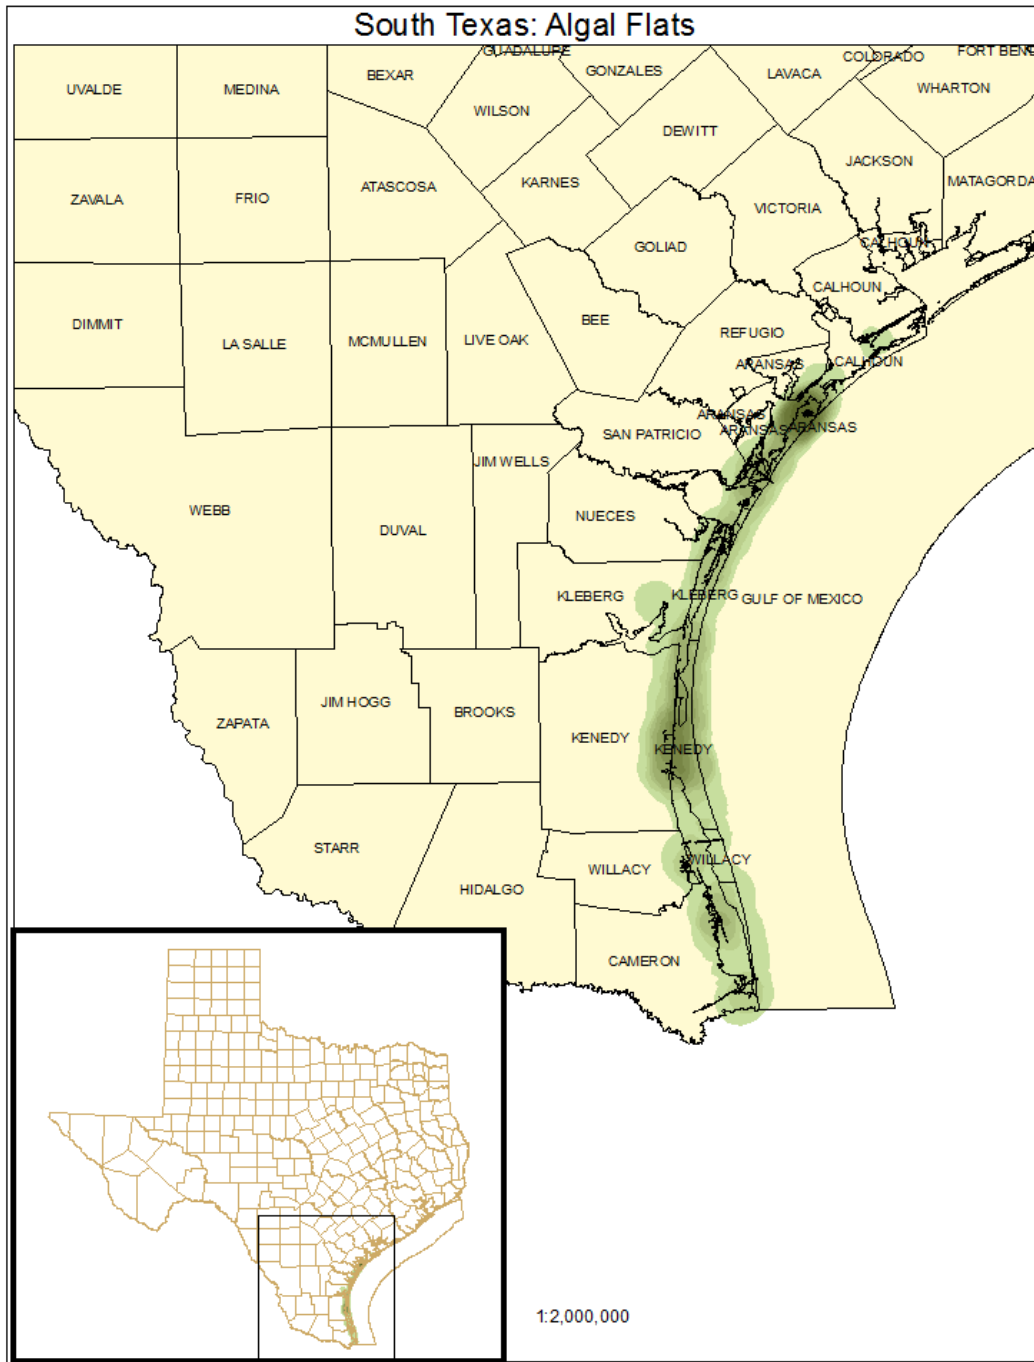 South Texas: Algal Flats
GUADALUPE
COLORADO
FORT BEND
BEXAR
GONZALES
LAVACA
UVALDE
MEDINA
WILSON
WHARTON
DEWITT
JACKSON
ZAVALA
FRIO
ATASCOSA
KARNES
MATAGORDA
VICTORIA
GOLIAD
CALHOUN
CALHOUN
DIMMIT
LA SALLE
MCMULLEN
LIVE OAK
BEE
REFUGIO
ARANSAS
CALHOUN
ARANSAS
ARANSAS
ARANSAS
SAN PATRICIO
JIM WELLS
WEBB
DUVAL
NUECES
KLEBERG
KLEBERG
GULF OF MEXICO
ZAPATA
JIM HOGG
BROOKS
KENEDY
KENEDY
STARR
WILLACY
WILLACY
HIDALGO
CAMERON
1:2,000,000